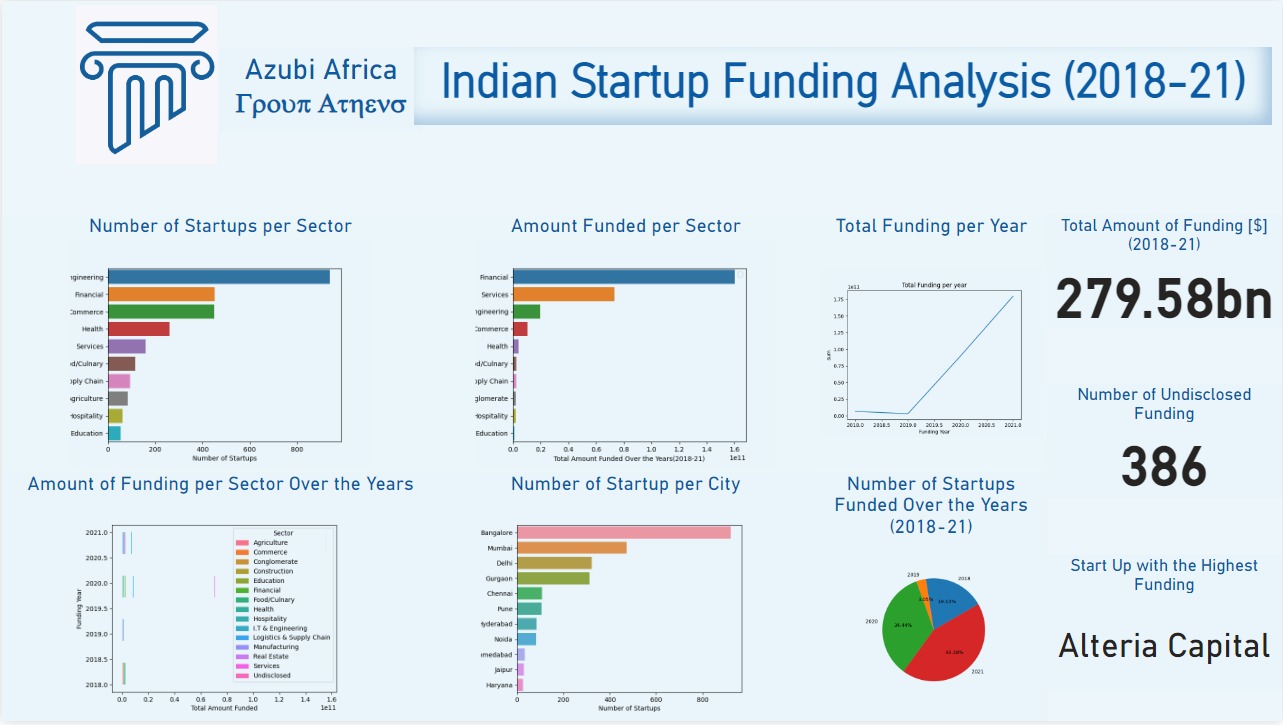 Azubi Africa
Γρουπ Ατηενσ
Indian Startup Funding Analysis (2018-21)
Number of Startups per Sector
ngineering
Financial
Commerce
Health
Services
d/Culnary
pply Chain
griculture
Hospitality
Education
0 200 400 600 800
Number of Startups
Amount Funded per Sector
Financial
Services
ngineering
Commerce
Health
d/Culnary
pply Chain
glomerate
Hospitality
Education
0.0 0.2 0.4 0.6 0.8 1.0 1.2 1.4 1.6
Total Amount Funded Over the Years(2018-21) 1e11
Total Funding per Year
1e11 Total Funding per year
1.75
1.50
1.25
1.00
0.75
0.50
0.25
0.00
sum
2018.0 2018.5 2019.0 2019.5 2020.0 2020.5 2021.0
Funding Year
Total Amount of Funding [$]
(2018-21)
279.58bn
Number of Undisclosed
Funding
386
Amount of Funding per Sector Over the Years
2021.0
2020.5
2020.0
2019.5
2019.0
2018.5
2018.0
Funding Year
Sector
Agriculture
Commerce
Conglomerate
Construction
Education
Financial
Food/Culnary
Health
Hospitality
I.T & Engineering
Logistics & Supply Chain
Manufacturing
Real Estate
Services
Undisclosed
0.0 0.2 0.4 0.6 0.8 1.0 1.2 1.4 1.6
Total Amount Funded 1e11
Number of Startup per City
Bangalore
Mumbai
Delhi
Gurgaon
Chennai
Pune
yderabad
Noida
medabad
Jaipur
Haryana
0 200 400 600 800
Number of Startups
Number of Startups
Funded Over the Years
(2018-21)
2019
2018
2020
2021
Start Up with the Highest
Funding
Alteria Capital